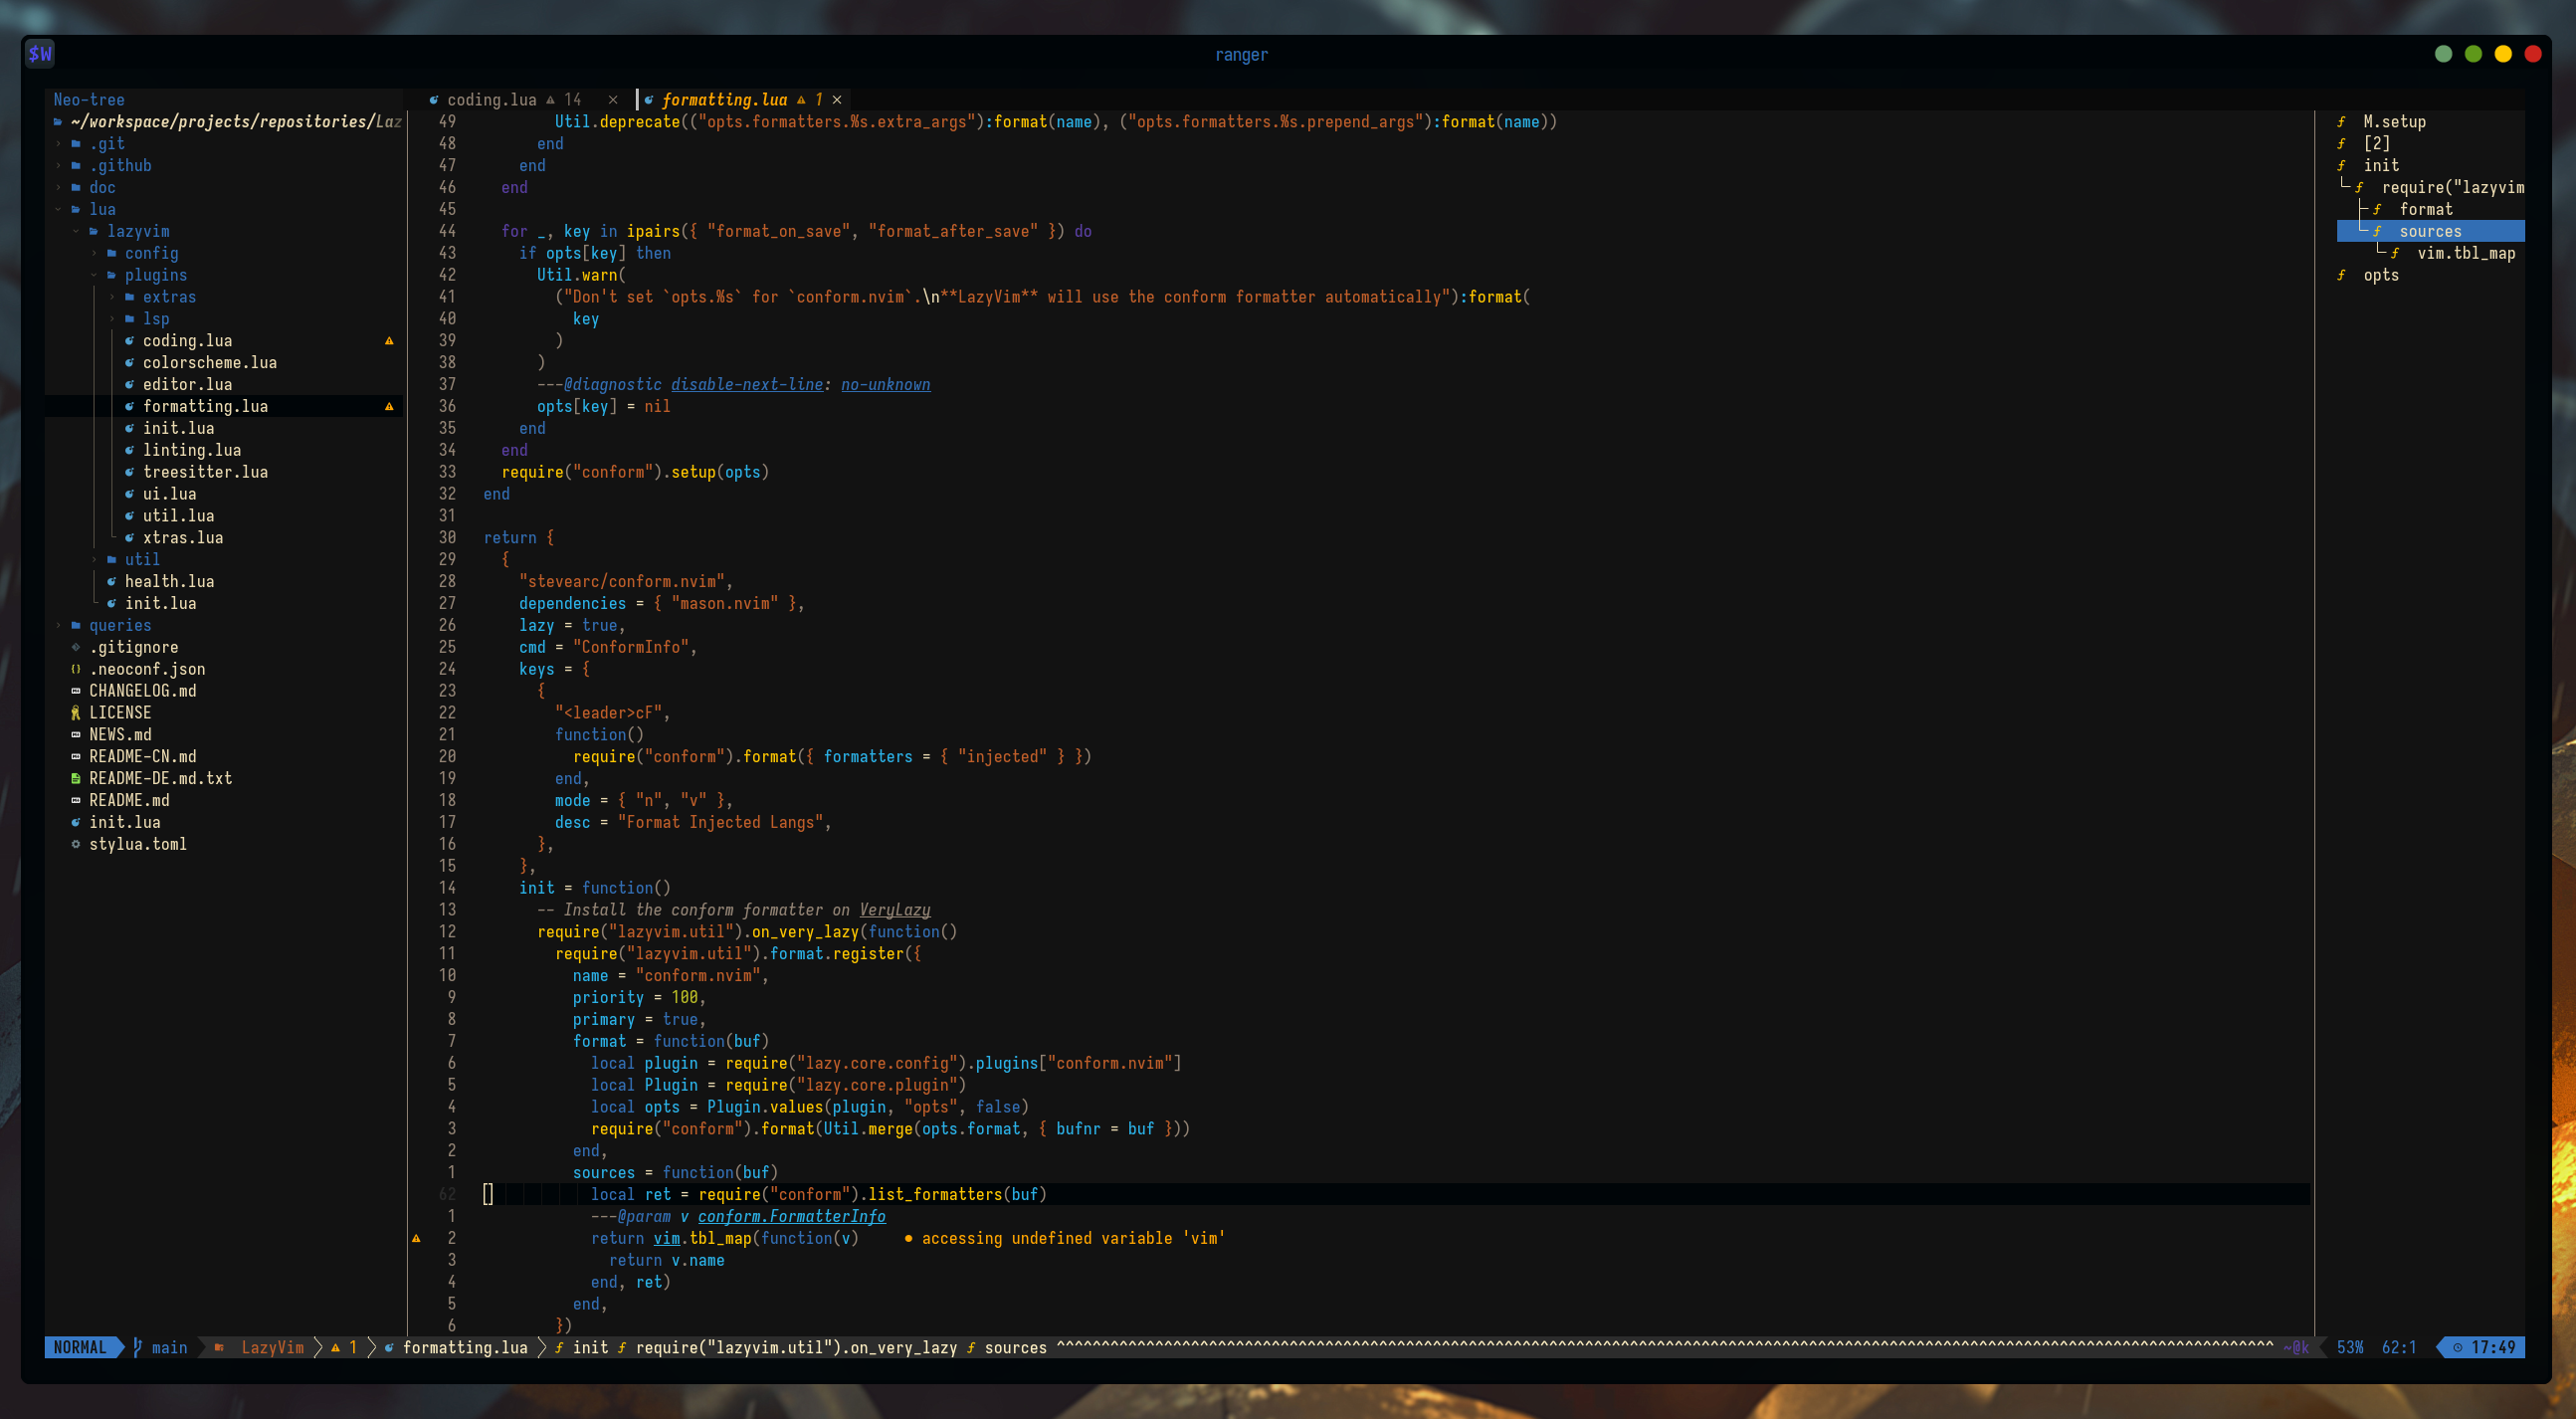 $W
ranger
Neo-tree
~/workspace/projects/repositories/Laz
.git
.github
doc
lua
lazyvim
config
plugins
extras
lsp
coding.lua
colorscheme.lua
editor.lua
formatting.lua
init.lua
linting.lua
treesitter.lua
ui.lua
util.lua
xtras.lua
util
health.lua
init.lua
queries
.gitignore
.neoconf.json
CHANGELOG.md
LICENSE
NEWS.md
README-CN.md
README-DE.md.txt
README.md
init.lua
stylua.toml
coding.lua 14 × formatting.lua 1 ×
49 Util.deprecate(("opts.formatters.%s.extra_args"):format(name), ("opts.formatters.%s.prepend_args"):format(name))
48 end
47 end
46 end
45
44 for _, key in ipairs({ "format_on_save", "format_after_save" }) do
43 if opts[key] then
42 Util.warn(
41 ("Don't set `opts.%s` for `conform.nvim`.\n**LazyVim** will use the conform formatter automatically"):format(
40 key
39 )
38 )
37 ---@diagnostic disable-next-line: no-unknown
36 opts[key] = nil
35 end
34 end
33 require("conform").setup(opts)
32 end
31
30 return {
29 {
28 "stevearc/conform.nvim",
27 dependencies = { "mason.nvim" },
26 lazy = true,
25 cmd = "ConformInfo",
24 keys = {
23 {
22 "<leader>cF",
21 function()
20 require("conform").format({ formatters = { "injected" } })
19 end,
18 mode = { "n", "v" },
17 desc = "Format Injected Langs",
16 },
15 },
14 init = function()
13 -- Install the conform formatter on VeryLazy
12 require("lazyvim.util").on_very_lazy(function()
11 require("lazyvim.util").format.register({
10 name = "conform.nvim",
9 priority = 100,
8 primary = true,
7 format = function(buf)
6 local plugin = require("lazy.core.config").plugins["conform.nvim"]
5 local Plugin = require("lazy.core.plugin")
4 local opts = Plugin.values(plugin, "opts", false)
3 require("conform").format(Util.merge(opts.format, { bufnr = buf }))
2 end,
1 sources = function(buf)
62 local ret = require("conform").list_formatters(buf)
1 ---@param v conform.FormatterInfo
2 return vim.tbl_map(function(v) ● accessing undefined variable 'vim'
3 return v.name
4 end, ret)
5 end,
6 })
M.setup
[2]
init
require("lazyvim
format
sources
vim.tbl_map
opts
NORMAL main LazyVim 1 formatting.lua init require("lazyvim.util").on_very_lazy sources ^^^^^^^^^^^^^^^^^^^^^^^^^^^^^^^^^^^^^^^^^^^^^^^^^^^^^^^^^^^^^^^^^^^^^^^^^^^^^^^^^^^^^^^^^^^^^^^^^^^^^^^^^^^^^^^^^^^^^^^^^^^^^^^^^^^^^^^^ ~@k 53% 62:1 17:49